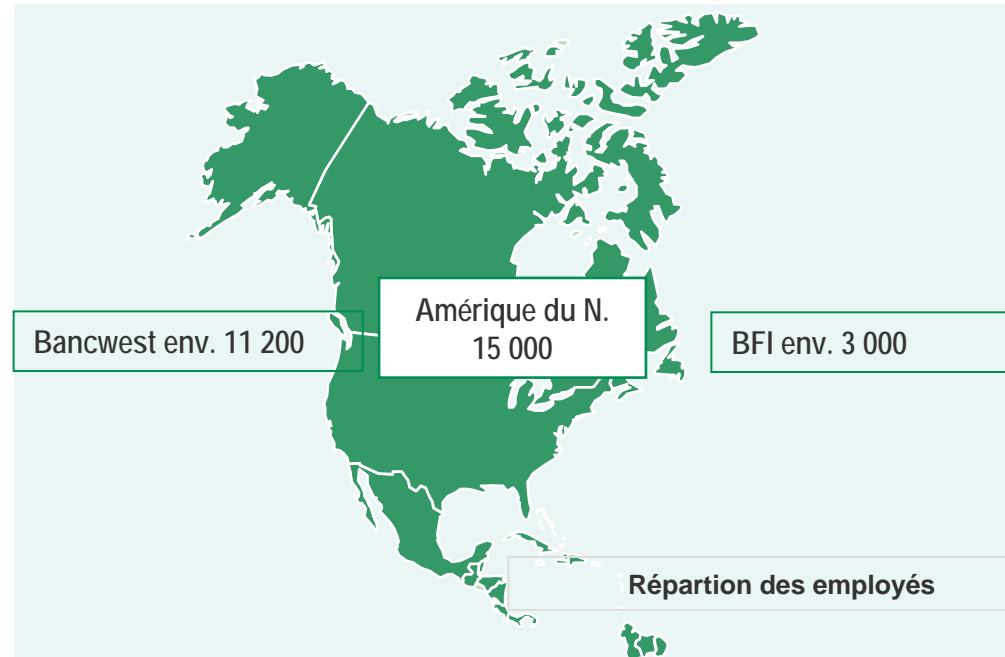 Amérique du N.
15 000
Bancwest env. 11 200
BFI env. 3 000
Répartion des employés